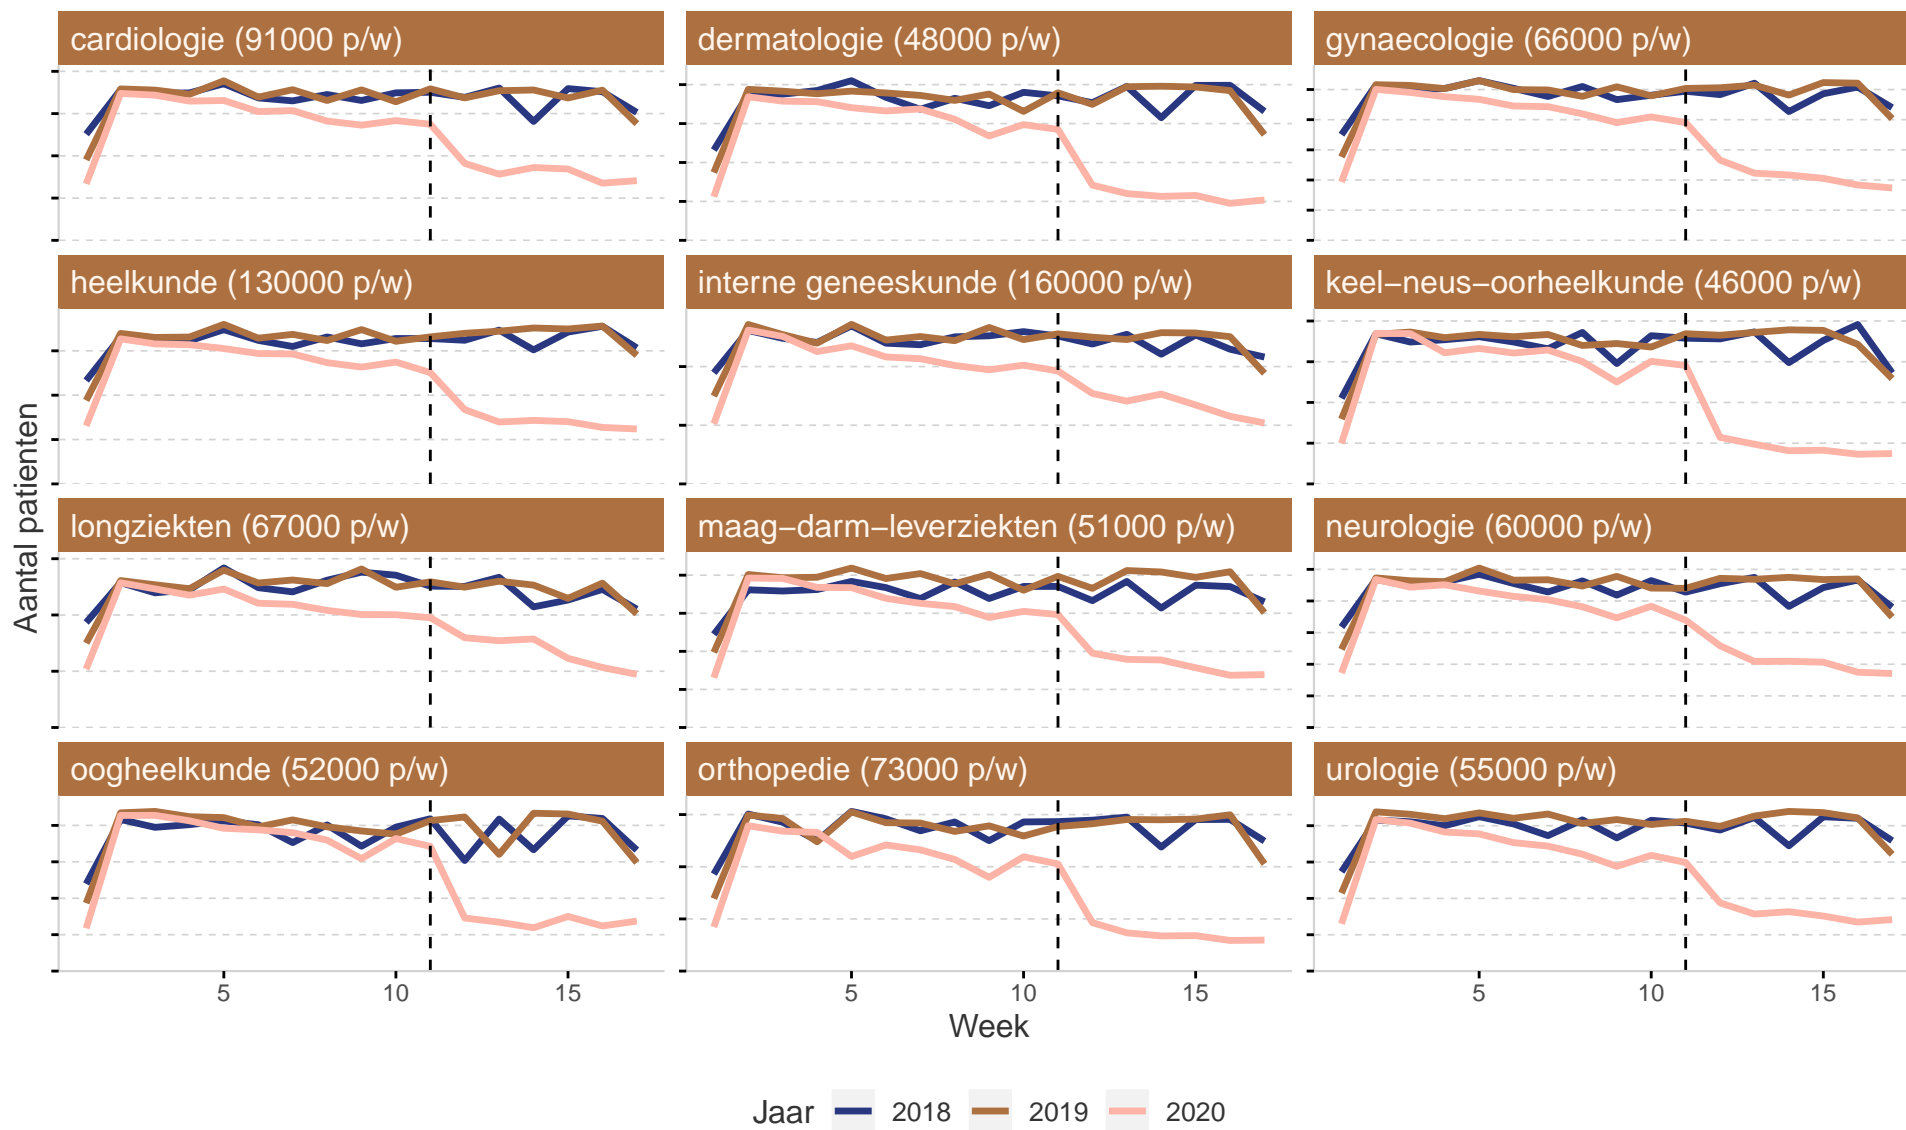 cardiologie (91000 p/w)
dermatologie (48000 p/w)
gynaecologie (66000 p/w)
heelkunde (130000 p/w)
interne geneeskunde (160000 p/w)
keel−neus−oorheelkunde (46000 p/w)
longziekten (67000 p/w)
maag−darm−leverziekten (51000 p/w)
neurologie (60000 p/w)
oogheelkunde (52000 p/w)
orthopedie (73000 p/w)
urologie (55000 p/w)
Aantal patienten
5 10 15 5 10 15 5 10 15
Week
Jaar 2018 2019 2020